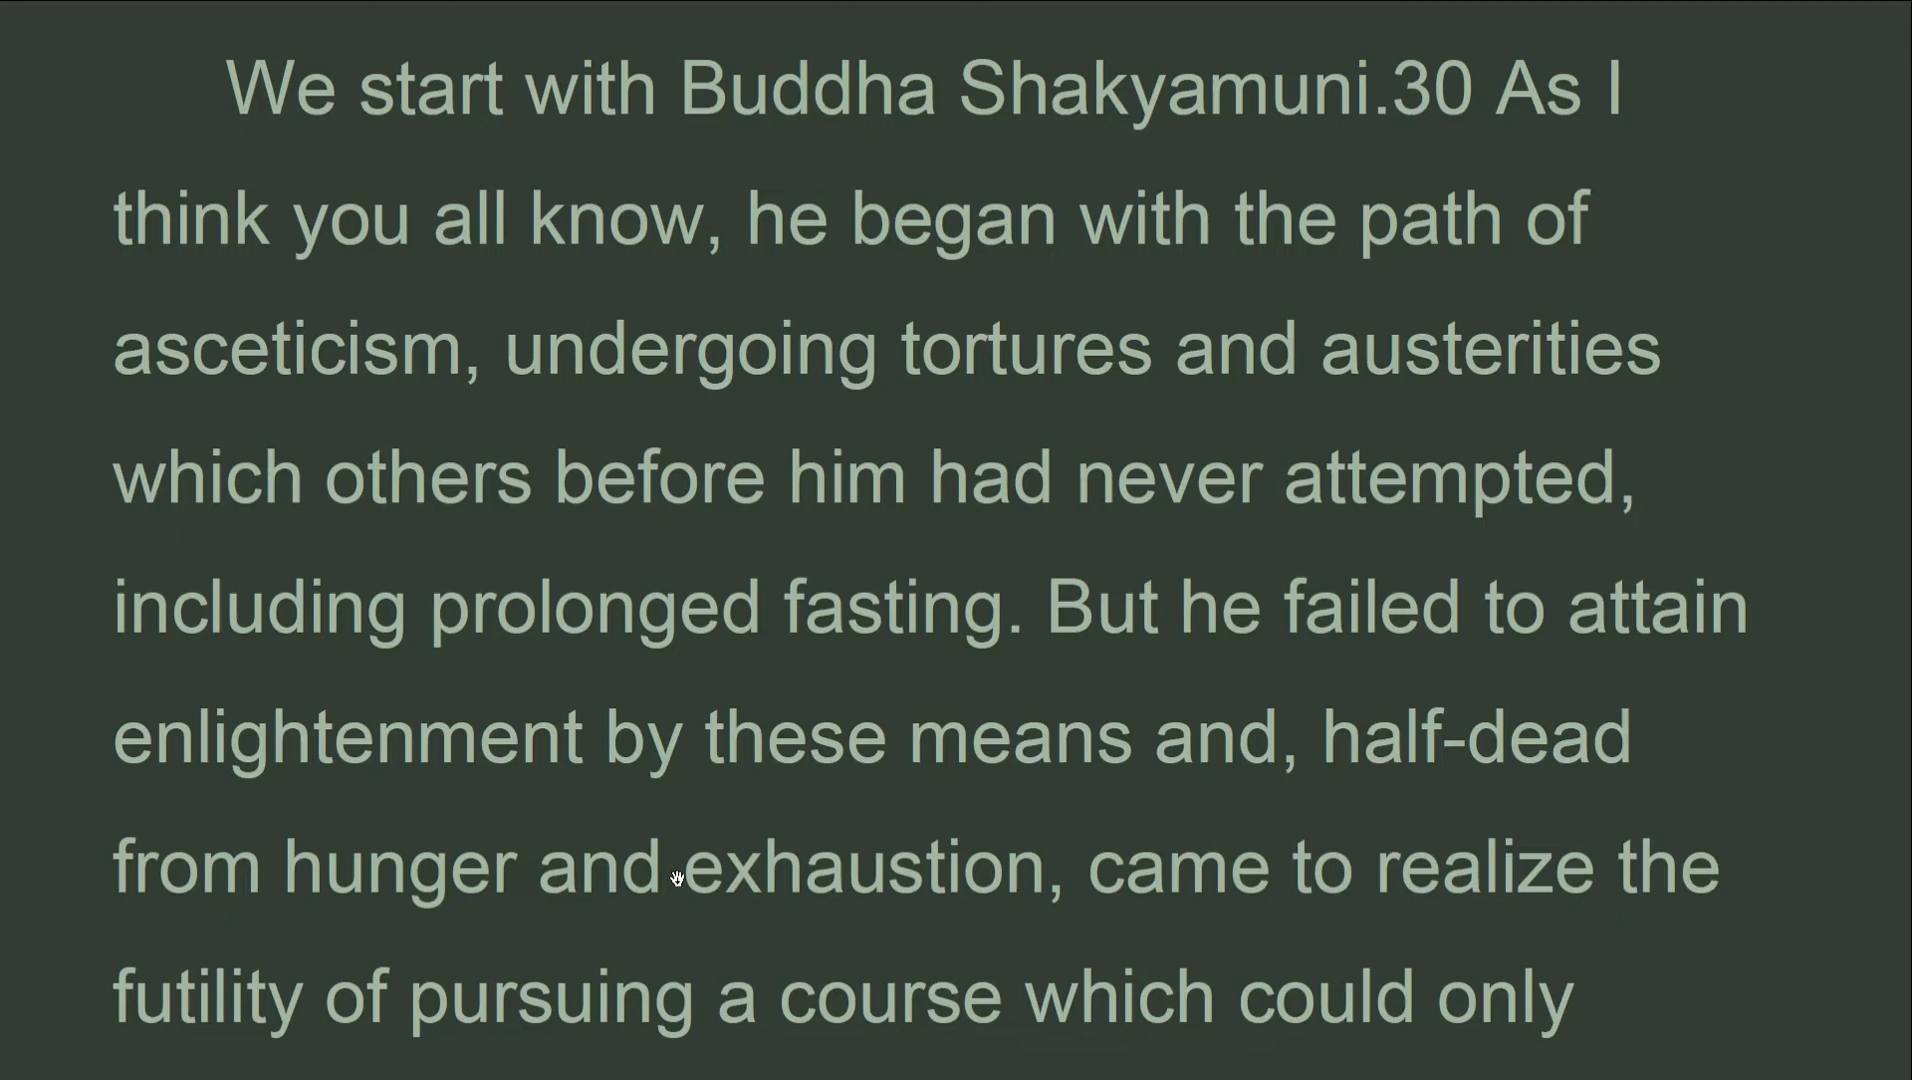 We start with Buddha Shakyamuni.30 As I
think you all know, he began with the path of
asceticism, undergoing tortures and austerities
which others before him had never attempted,
including prolonged fasting. But he failed to attain
enlightenment by these means and, half-dead
from hunger and exhaustion, came to realize the
futility of pursuing a course which could only